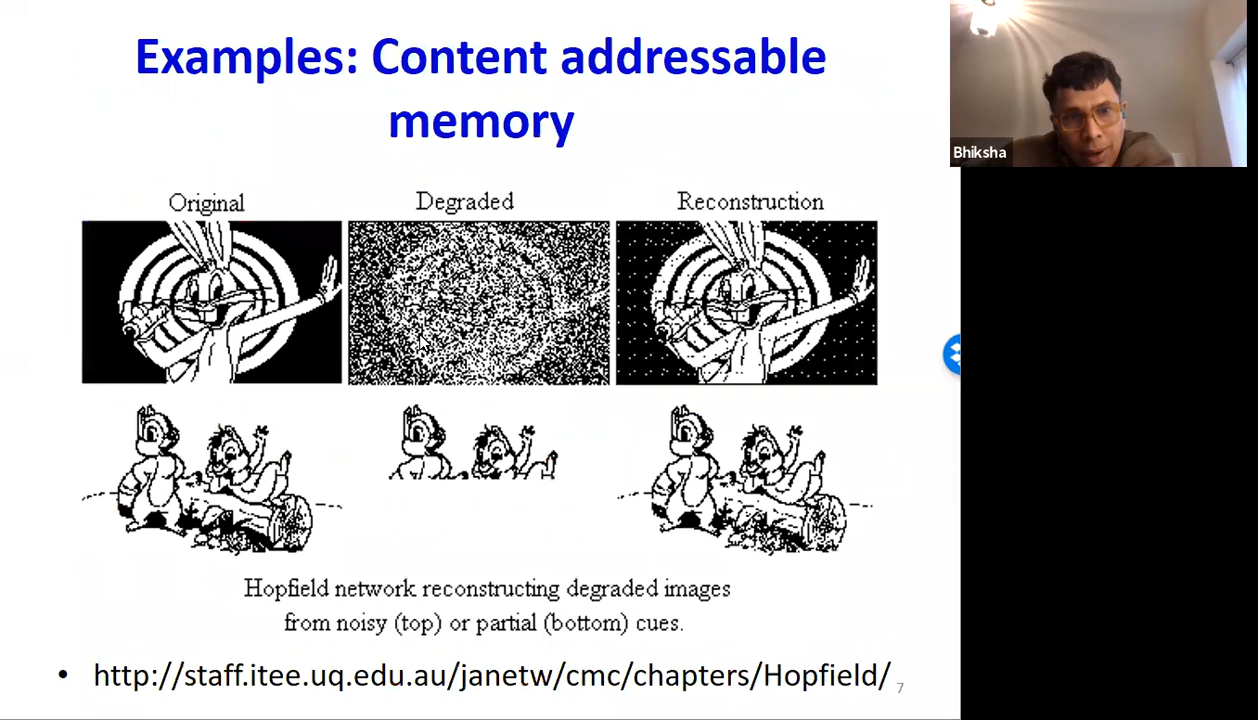 Examples: Content addressable
memory
Bhiksha
Original Degraded Reconstruction
Hopfield network reconstructing degraded images
from noisy (top) or partial (bottom) cues.
• http://staff.itee.uq.edu.au/janetw/cmc/chapters/Hopfield/
7